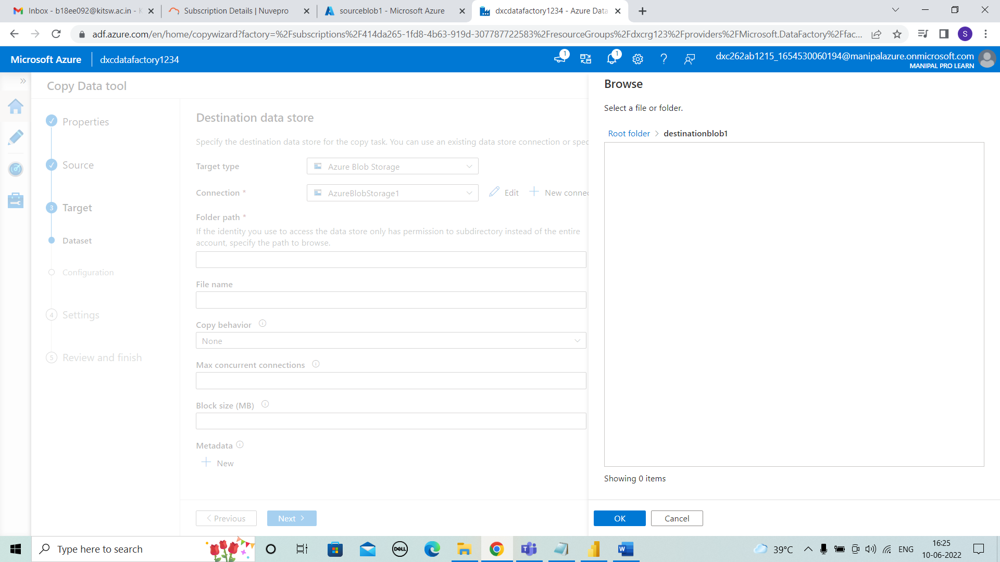 Inbox - b18ee092@kitsw.ac.in - K
Subscription Details | Nuvepro
sourceblob1 - Microsoft Azure
dxcdatafactory1234 - Azure Data
adf.azure.com/en/home/copywizard?factory=%2Fsubscriptions%2F414da265-1fd8-4b63-919d-307787722583%2FresourceGroups%2Fdxcrg123%2Fproviders%2FMicrosoft.DataFactory%2Ffac...
S
Microsoft Azure
dxcdatafactory1234
1
1
dxc262ab1215_1654530060194@manipalazure.onmicrosoft.com
MANIPAL PRO LEARN
Copy Data tool
Properties
Source
3 Target
Dataset
Configuration
4 Settings
5 Review and finish
Destination data store
Specify the destination data store for the copy task. You can use an existing data store connection or spec
Target type
Azure Blob Storage
Connection *
AzureBlobStorage1
Edit
New connec
Folder path *
If the identity you use to access the data store only has permission to subdirectory instead of the entire
account, specify the path to browse.
File name
Copy behavior
None
Max concurrent connections
Block size (MB)
Metadata
New
< Previous
Next >
Browse
Select a file or folder.
Root folder > destinationblob1
Showing 0 items
OK
Cancel
Type here to search
DELL
39°C
ENG
16:25
10-06-2022